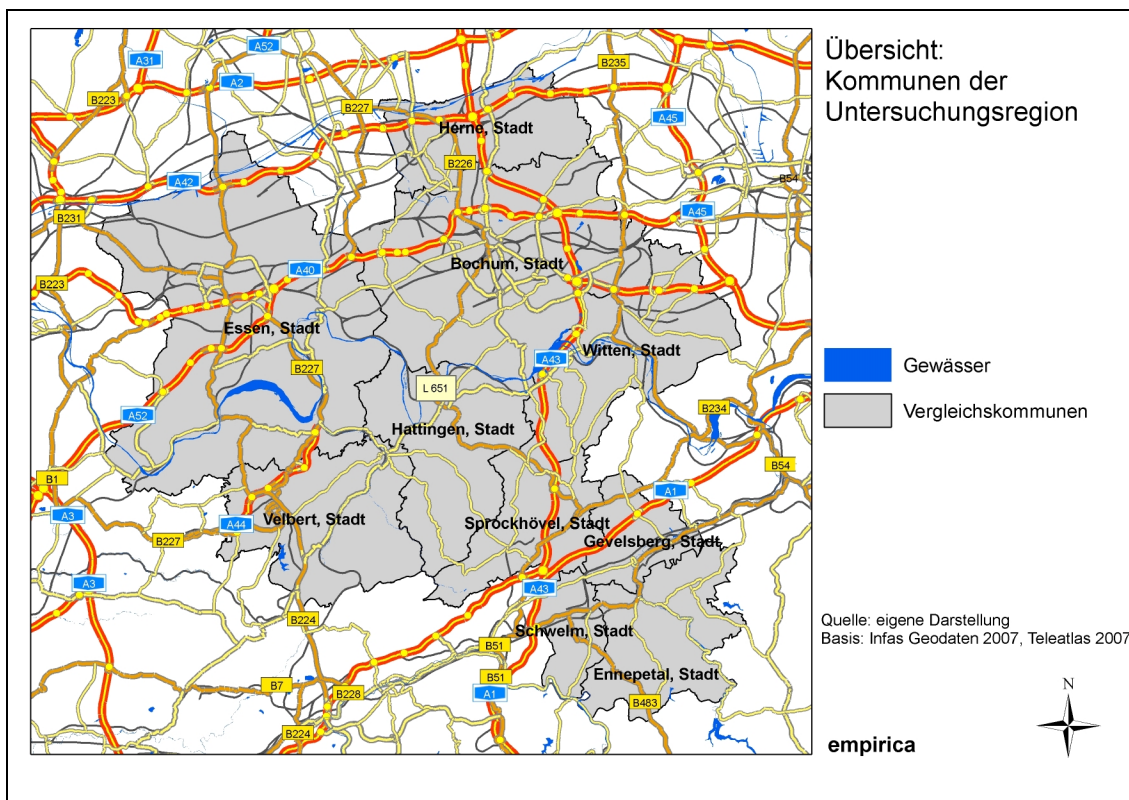 Übersicht:
Kommunen der
Untersuchungsregion
A52
A31
A2
B235
B223
B227
A45
Herne, Stadt
B226
A42
B54
B231
A45
Bochum, Stadt
A40
B223
Essen, Stadt
Witten, Stadt
A43
B227
L 651
A52
B234
Hattingen, Stadt
B54
B1
A1
A3
Velbert, Stadt
Sprockhövel, Stadt
A44
B227
Gevelsberg, Stadt
A3
A43
B224
Schwelm, Stadt
B51
Ennepetal, Stadt
B51
B7
B228
A1
B483
B224
Gewässer
Vergleichskommunen
Quelle: eigene Darstellung
Basis: Infas Geodaten 2007, Teleatlas 2007
N
empirica